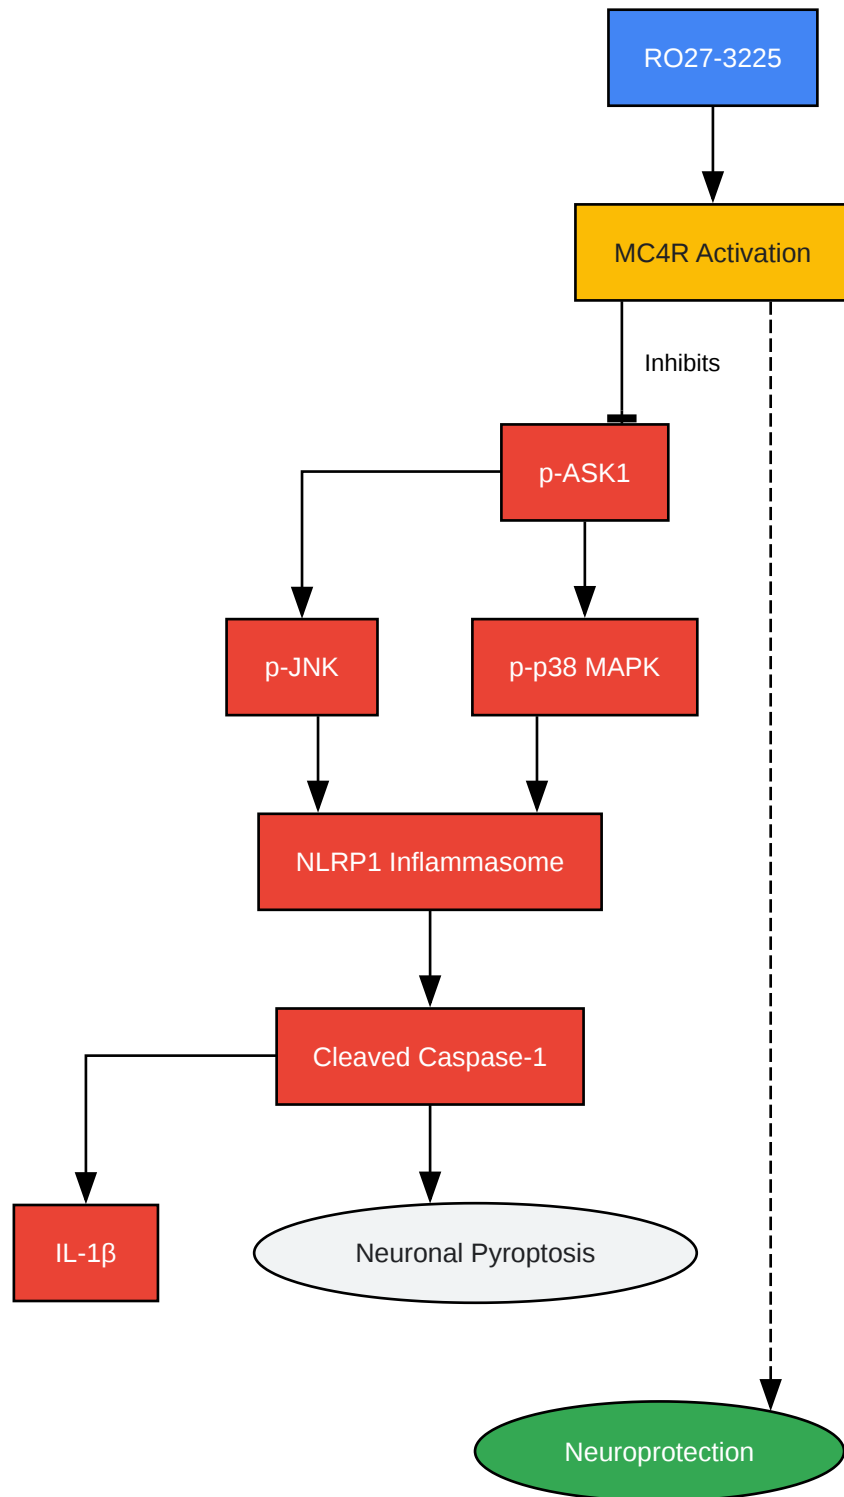 RO27-3225
MC4R Activation
Inhibits
p-ASK1
p-JNK
p-p38 MAPK
NLRP1 Inflammasome
Cleaved Caspase-1
IL-1β
Neuronal Pyroptosis
Neuroprotection